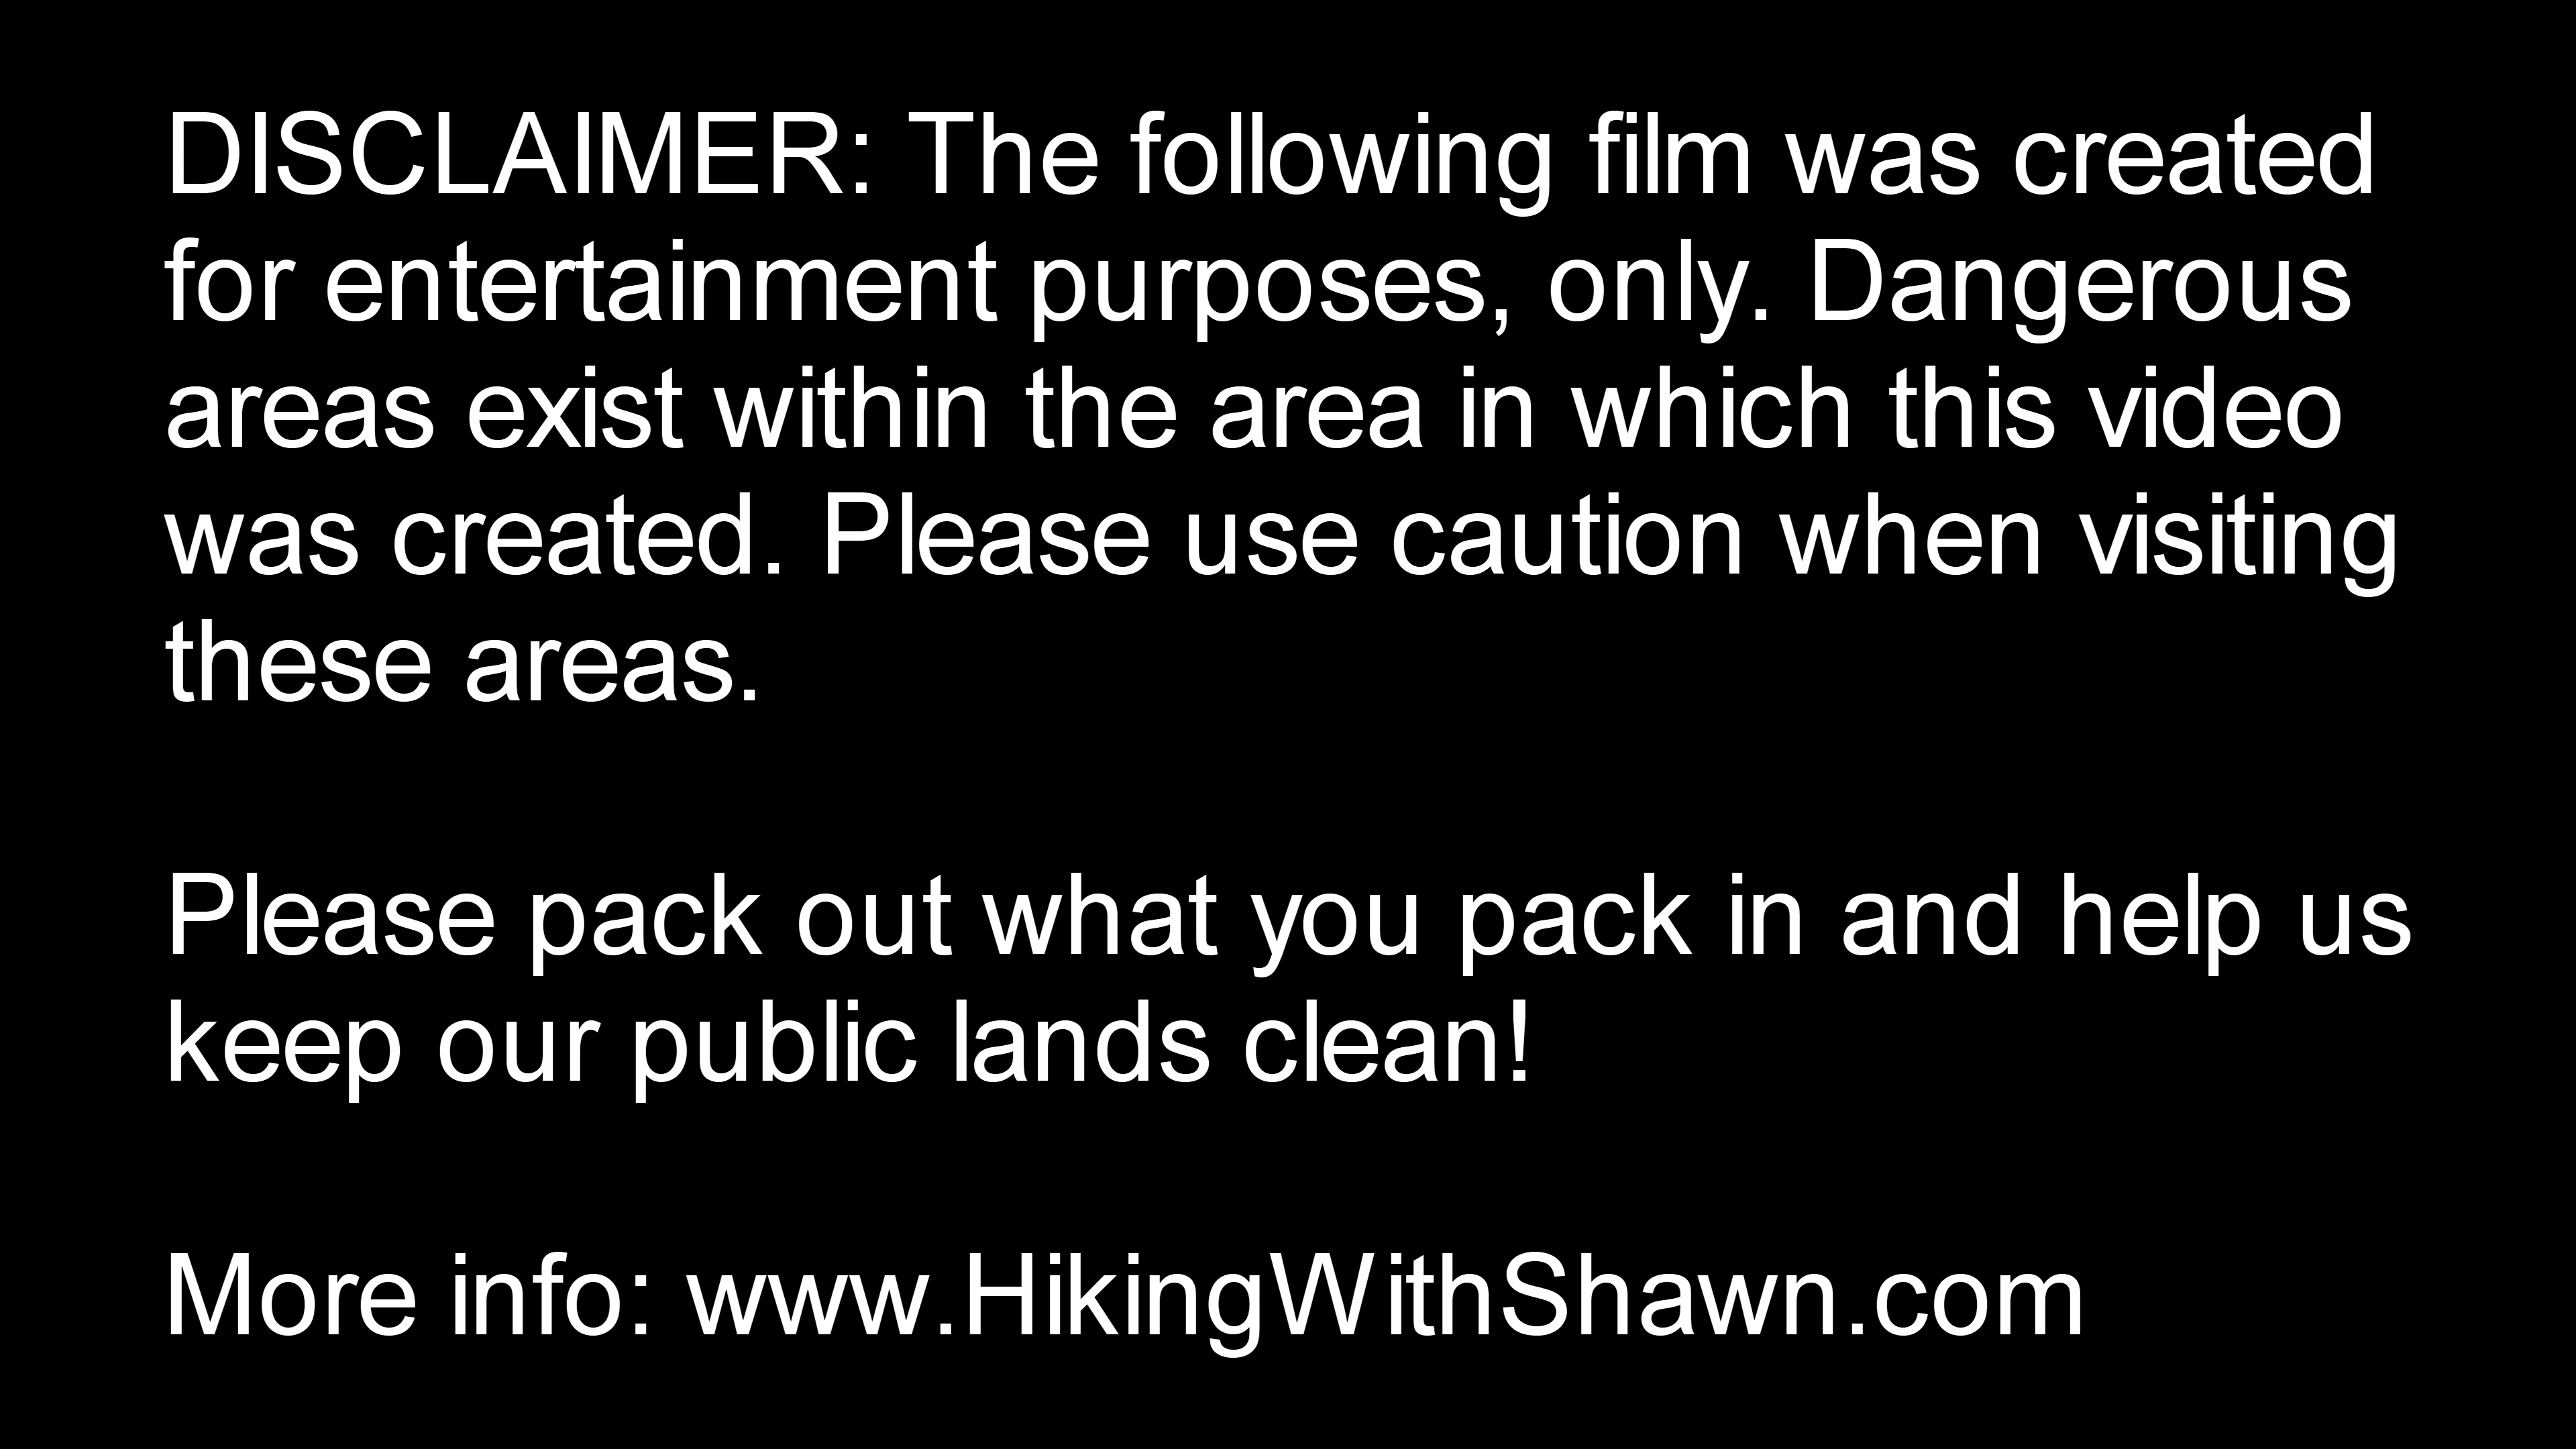 DISCLAIMER: The following film was created
for entertainment purposes, only. Dangerous
areas exist within the area in which this video
was created. Please use caution when visiting
these areas.
Please pack out what you pack in and help us
keep our public lands clean!
More info: www.HikingWithShawn.com